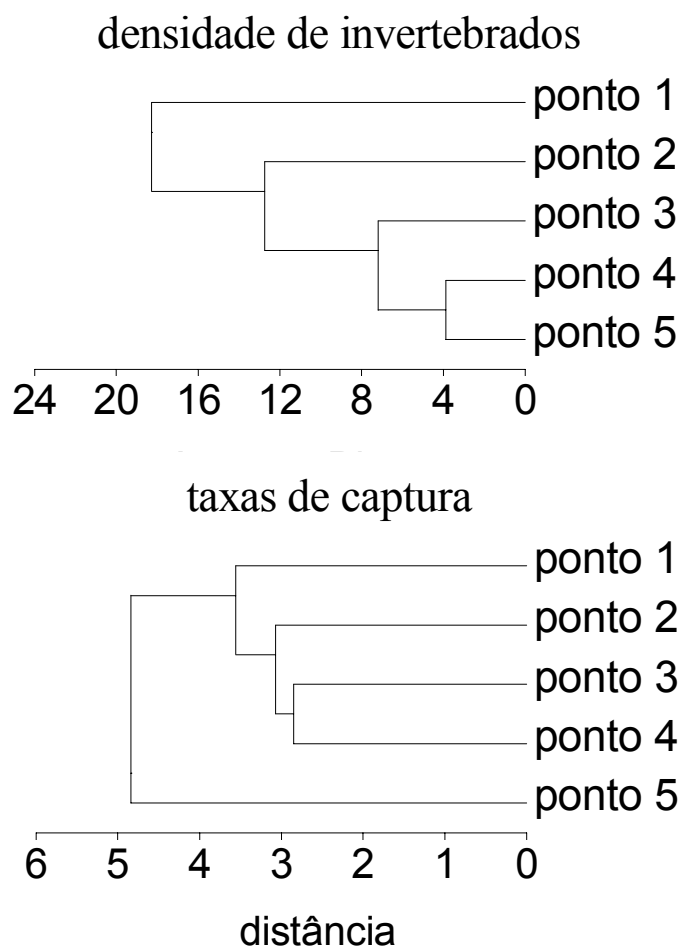 densidade de invertebrados
ponto 1
ponto 2
ponto 3
ponto 4
ponto 5
24 20 16 12 8 4 0
taxas de captura
ponto 1
ponto 2
ponto 3
ponto 4
ponto 5
6 5 4 3 2 1 0
distância